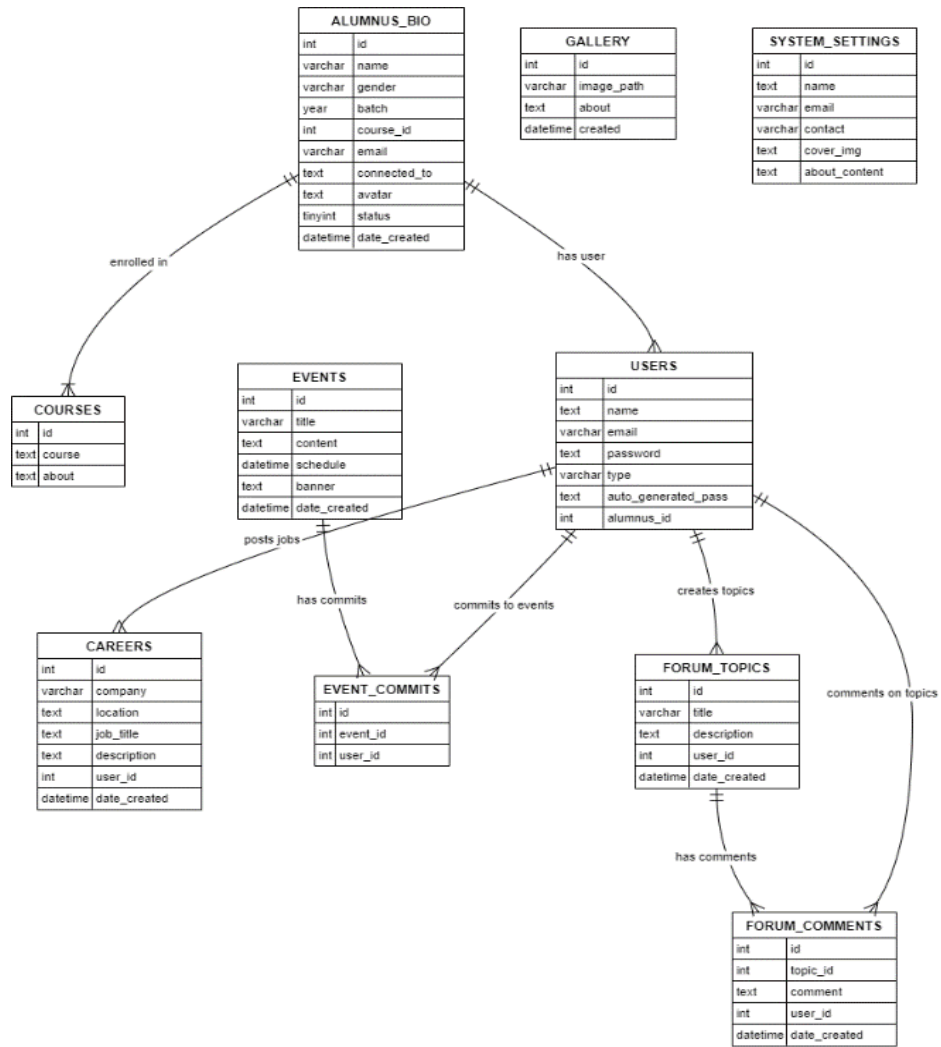 ALUMNUS_BIO
int id
varchar name
varchar gender
year batch
int course_id
varchar email
text connected_to
text avatar
tinyint status
datetime date_created
GALLERY
int id
varchar image_path
text about
datetime created
SYSTEM_SETTINGS
int id
text name
varchar email
varchar contact
text cover_img
text about_content
enrolled in
has user
COURSES
int id
text course
text about
EVENTS
int id
varchar title
text content
datetime schedule
text banner
datetime date_created
USERS
int id
text name
varchar email
text password
varchar type
text auto_generated_pass
int alumnus_id
posts jobs
has commits
commits to events
creates topics
comments on topics
CAREERS
int id
varchar company
text location
text job_title
text description
int user_id
datetime date_created
EVENT_COMMITS
int id
int event_id
int user_id
FORUM_TOPICS
int id
varchar title
text description
int user_id
datetime date_created
has comments
FORUM_COMMENTS
int id
int topic_id
text comment
int user_id
datetime date_created